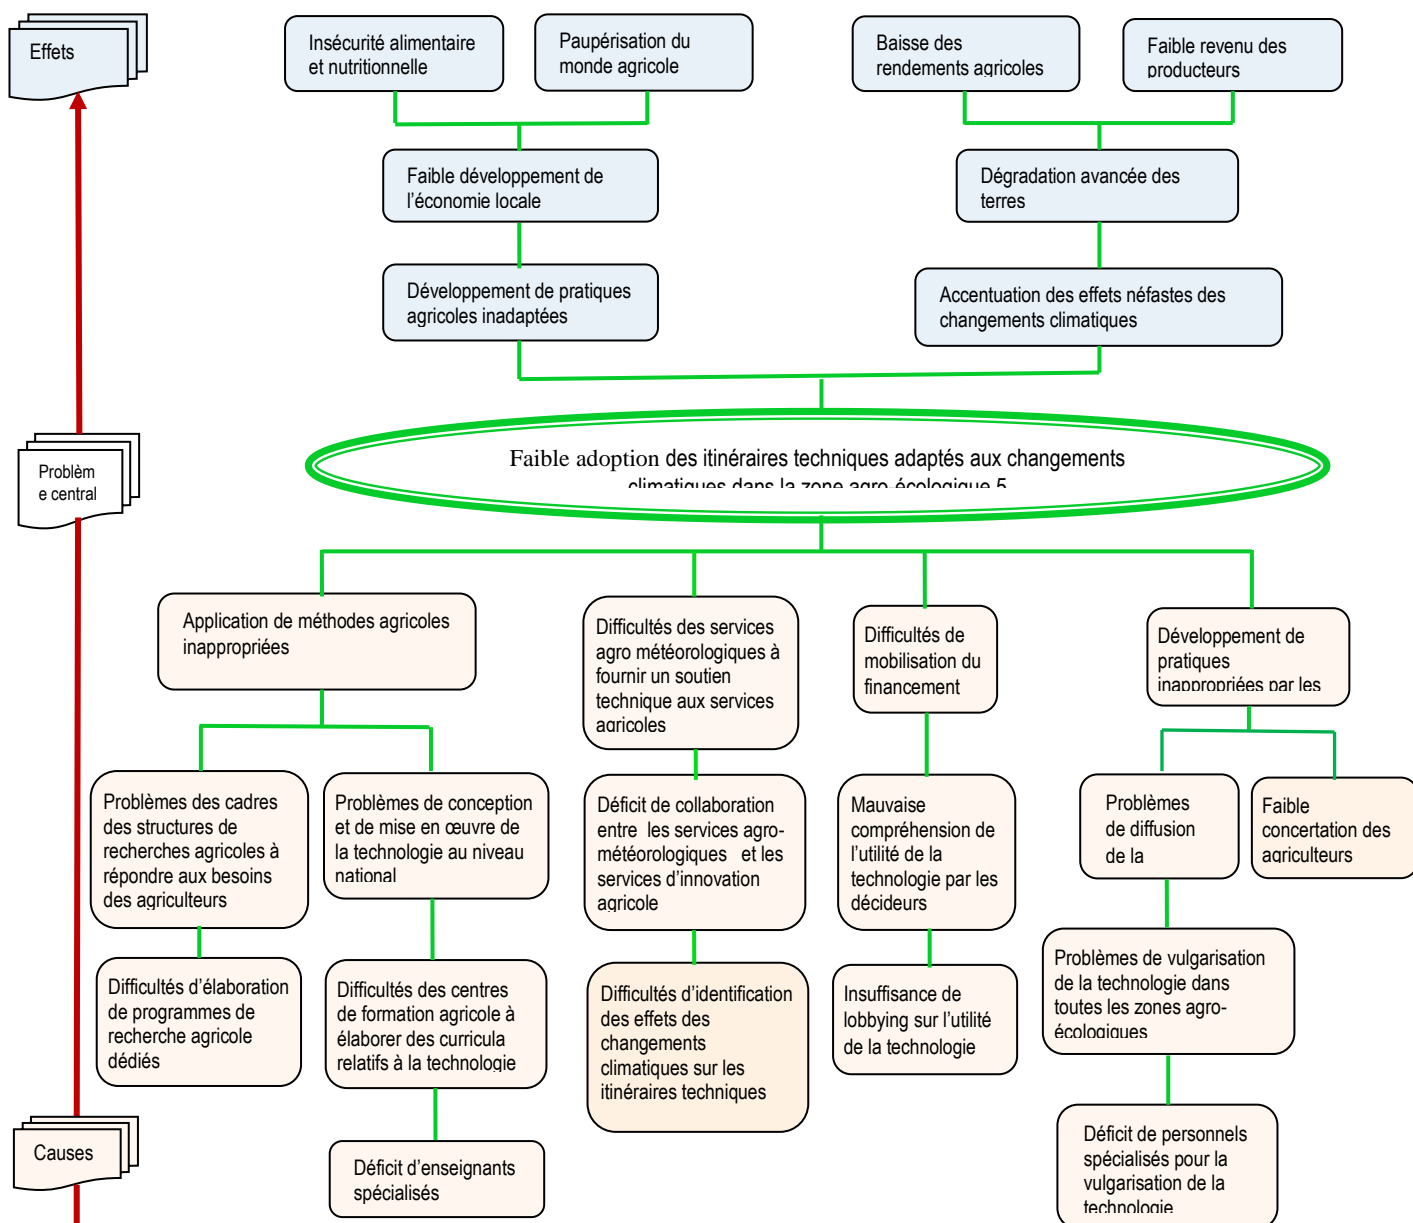 Effets
Insécurité alimentaire
et nutritionnelle
Paupérisation du
monde agricole
Baisse des
rendements agricoles
Faible revenu des
producteurs
Faible développement de
l’économie locale
Dégradation avancée des
terres
Développement de pratiques
agricoles inadaptées
Accentuation des effets néfastes des
changements climatiques
Problèm
e central
Faible adoption des itinéraires techniques adaptés aux changements
climatiques dans la zone agro-écologique 5
Application de méthodes agricoles
inappropriées
Difficultés des services
agro météorologiques à
fournir un soutien
technique aux services
agricoles
Difficultés de
mobilisation du
financement
Développement de
pratiques
inappropriées par les
Problèmes des cadres
des structures de
recherches agricoles à
répondre aux besoins
des agriculteurs
Problèmes de conception
et de mise en œuvre de
la technologie au niveau
national
Déficit de collaboration
entre les services agro-
météorologiques et les
services d’innovation
agricole
Mauvaise
compréhension de
l’utilité de la
technologie par les
décideurs
Problèmes
de diffusion
de la
Faible
concertation des
agriculteurs
Difficultés d’élaboration
de programmes de
recherche agricole
dédiés
Difficultés des centres
de formation agricole à
élaborer des curricula
relatifs à la technologie
Difficultés d’identification
des effets des
changements
climatiques sur les
itinéraires techniques
Insuffisance de
lobbying sur l’utilité
de la technologie
Problèmes de vulgarisation
de la technologie dans
toutes les zones agro-
écologiques
Causes
Déficit d’enseignants
spécialisés
Déficit de personnels
spécialisés pour la
vulgarisation de la
technologie